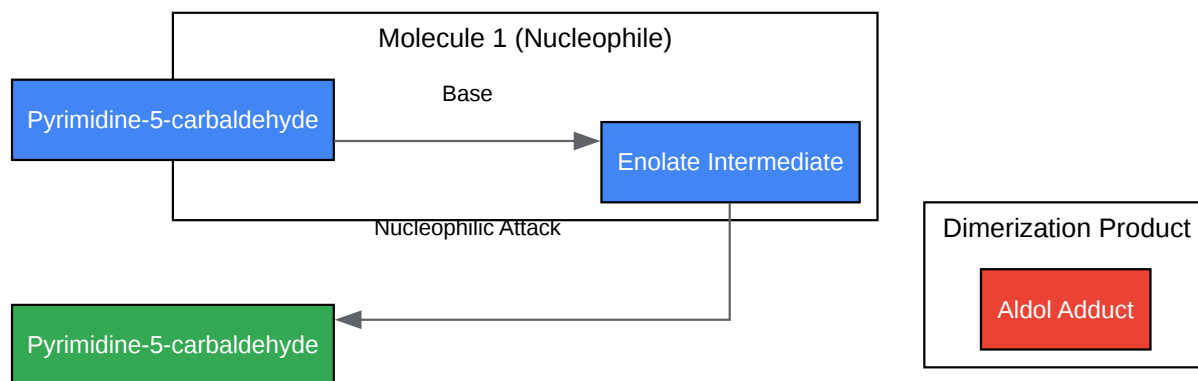 Molecule 1 (Nucleophile)
Pyrimidine-5-carbaldehyde
Base
Enolate Intermediate
Nucleophilic Attack
Pyrimidine-5-carbaldehyde
Dimerization Product
Aldol Adduct